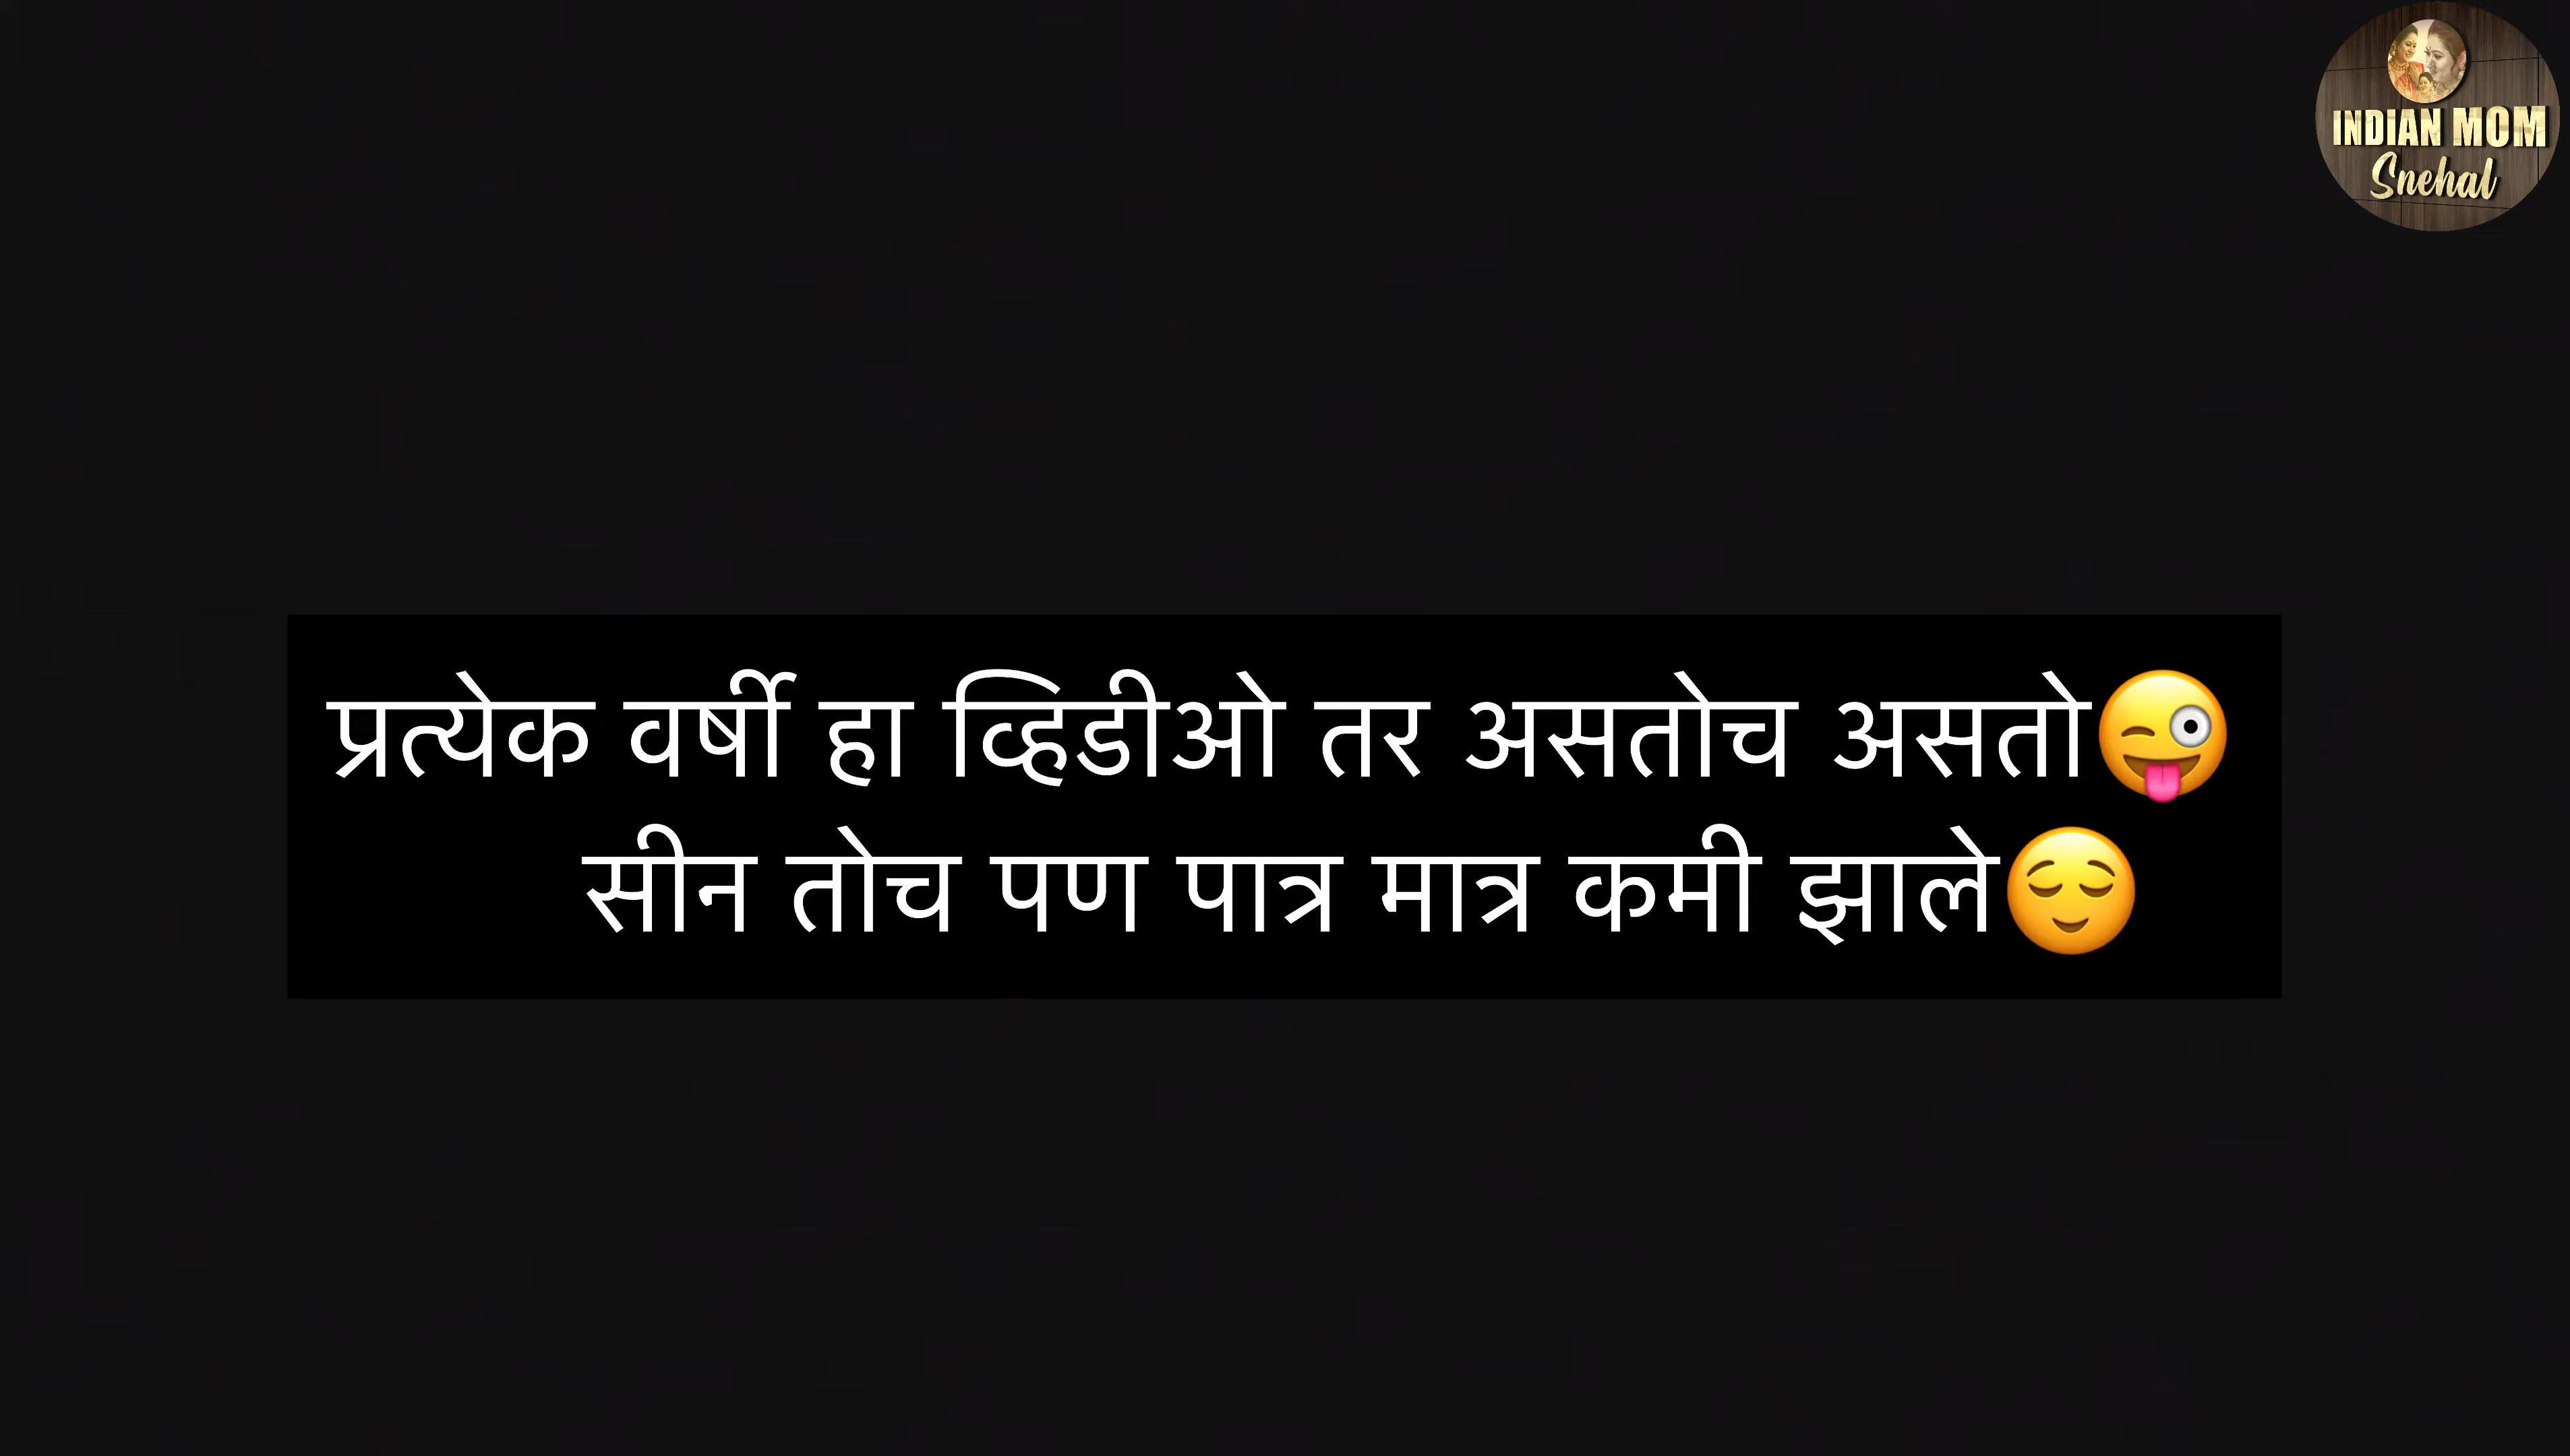 INDIAN MOM
Snehal
प्रत्येक वर्षी हा व्हिडीओ तर असतोच असतो😜
सीन तोच पण पात्र मात्र कमी झाले😌